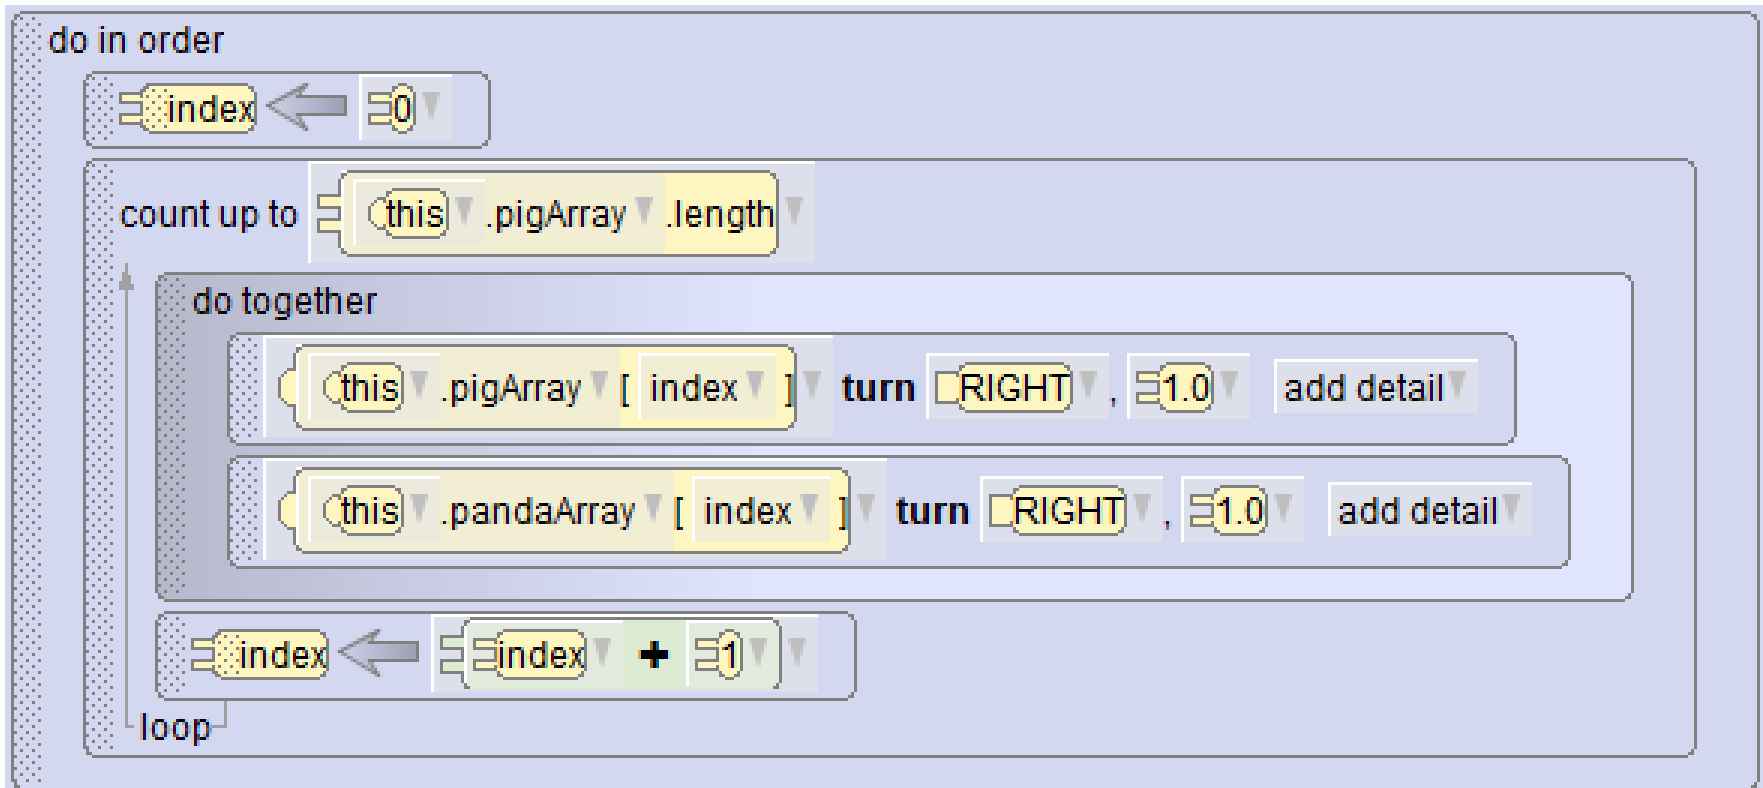 do in order
index 0
count up to this .pigArray .length
do together
this .pigArray [ index ] turn RIGHT , 1.0 add detail
this .pandaArray [ index ] turn RIGHT , 1.0 add detail
index index + 1
loop